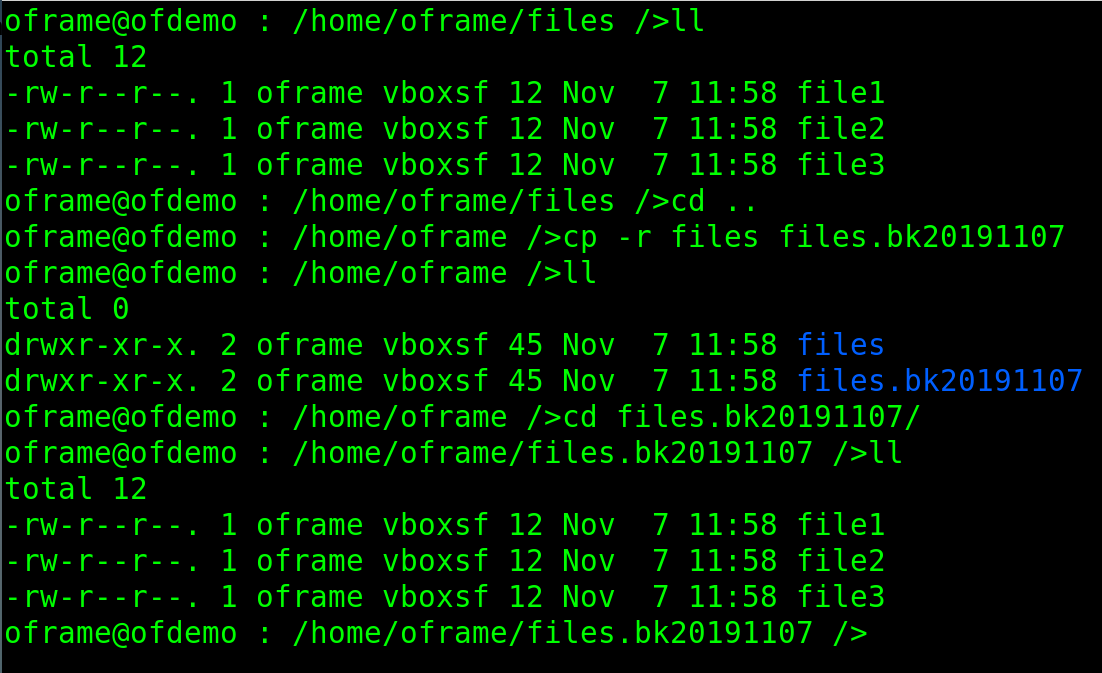 oframe@ofdemo : /home/oframe/files />ll
total 12
-rw-r--r--. 1 oframe vboxsf 12 Nov  7 11:58 file1
-rw-r--r--. 1 oframe vboxsf 12 Nov  7 11:58 file2
-rw-r--r--. 1 oframe vboxsf 12 Nov  7 11:58 file3
oframe@ofdemo : /home/oframe/files />cd ..
oframe@ofdemo : /home/oframe />cp -r files files.bk20191107
oframe@ofdemo : /home/oframe />ll
total 0
drwxr-xr-x. 2 oframe vboxsf 45 Nov  7 11:58 files
drwxr-xr-x. 2 oframe vboxsf 45 Nov  7 11:58 files.bk20191107
oframe@ofdemo : /home/oframe />cd files.bk20191107/
oframe@ofdemo : /home/oframe/files.bk20191107 />ll
total 12
-rw-r--r--. 1 oframe vboxsf 12 Nov  7 11:58 file1
-rw-r--r--. 1 oframe vboxsf 12 Nov  7 11:58 file2
-rw-r--r--. 1 oframe vboxsf 12 Nov  7 11:58 file3
oframe@ofdemo : /home/oframe/files.bk20191107 />